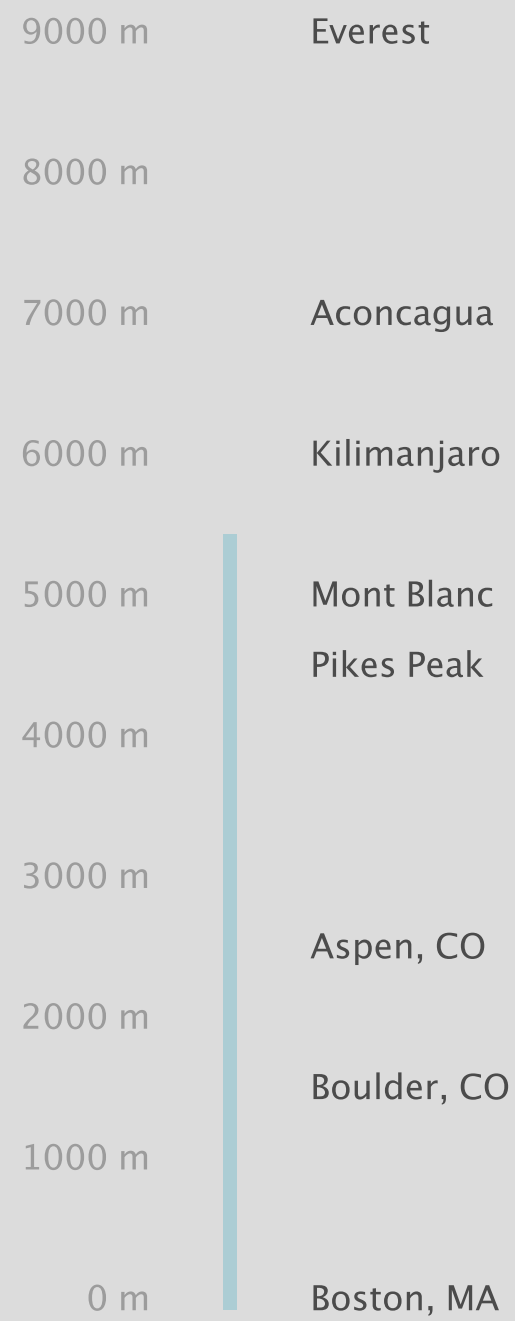 9000 m Everest
8000 m
7000 m Aconcagua
6000 m Kilimanjaro
5000 m Mont Blanc
Pikes Peak
4000 m
3000 m
Aspen, CO
2000 m
Boulder, CO
1000 m
0 m Boston, MA